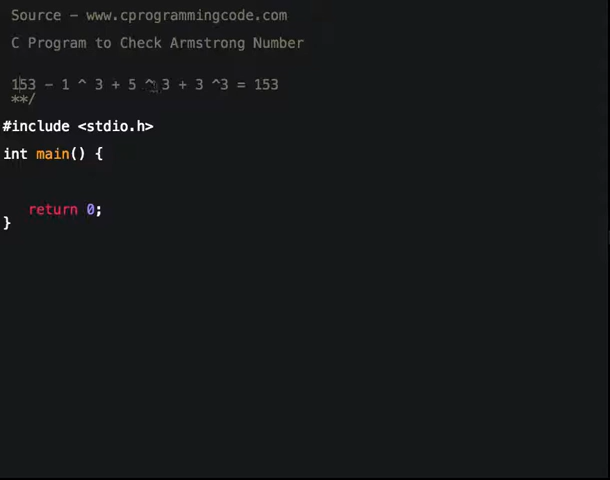 Source - www.cprogrammingcode.com
C Program to Check Armstrong Number
153 - 1 ^ 3 + 5 ^ 3 + 3 ^3 = 153
**/
#include <stdio.h>
int main() {
return 0;
}